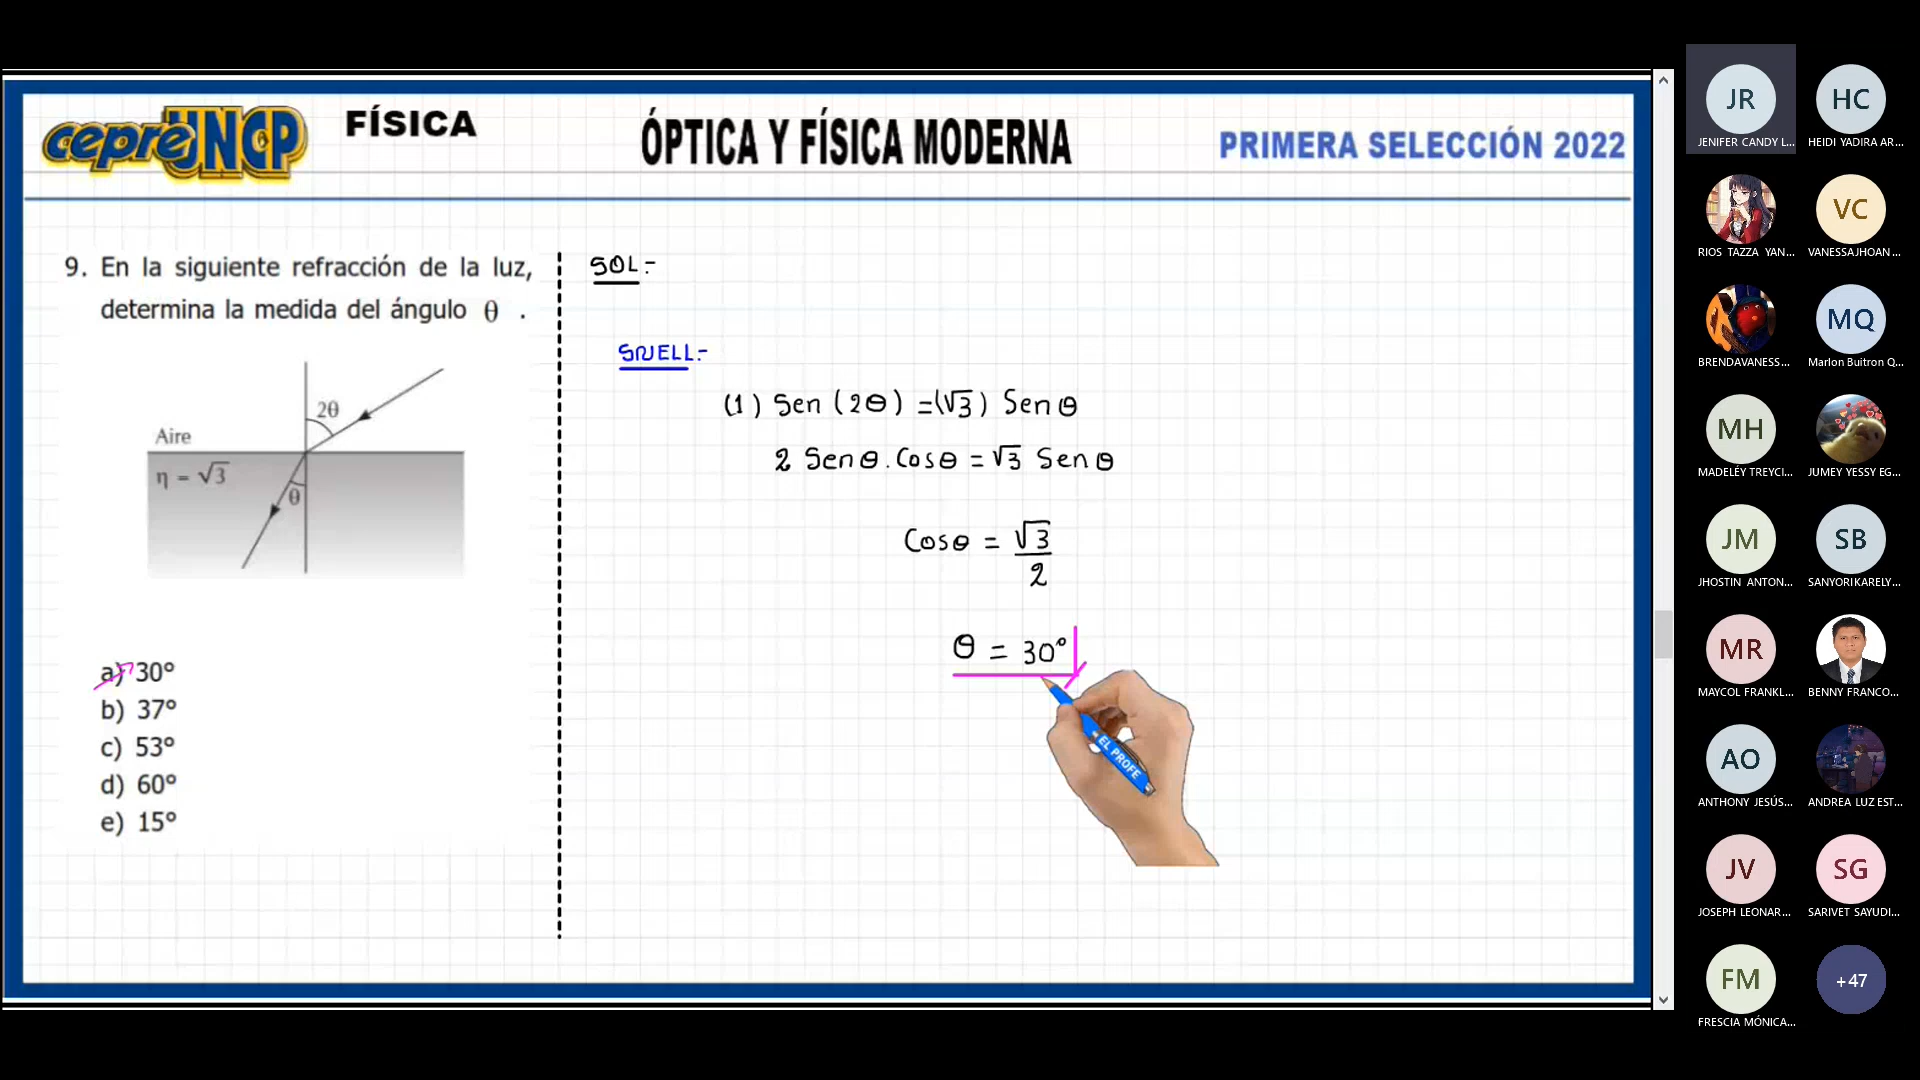 cepreUNCP
FÍSICA
ÓPTICA Y FÍSICA MODERNA
PRIMERA SELECCIÓN 2022
9. En la siguiente refracción de la luz,
determina la medida del ángulo θ .
2θ
Aire
η = √3
θ
a) 30°
b) 37°
c) 53°
d) 60°
e) 15°
SOL:-
SNELL:-
(1) Sen (2θ) = (√3) Sen θ
2 Sen θ . Cos θ = √3 Sen θ
Cos θ = √3/2
θ = 30°
EL PROFE
JR
HC
JENIFER CANDY L...
HEIDI YADIRA AR...
VC
RIOS TAZZA YAN...
VANESSAJHOAN...
MQ
BRENDAVANESS...
Marlon Buitron Q...
MH
MADELÉY TREYCI...
JUMEY YESSY EG...
JM
SB
JHOSTIN ANTON...
SANYORIKARELY...
MR
MAYCOL FRANKL...
BENNY FRANCO...
AO
ANTHONY JESÚS...
ANDREA LUZ EST...
JV
SG
JOSEPH LEONAR...
SARIVET SAYUDI...
FM
+47
FRESCIA MÓNICA...